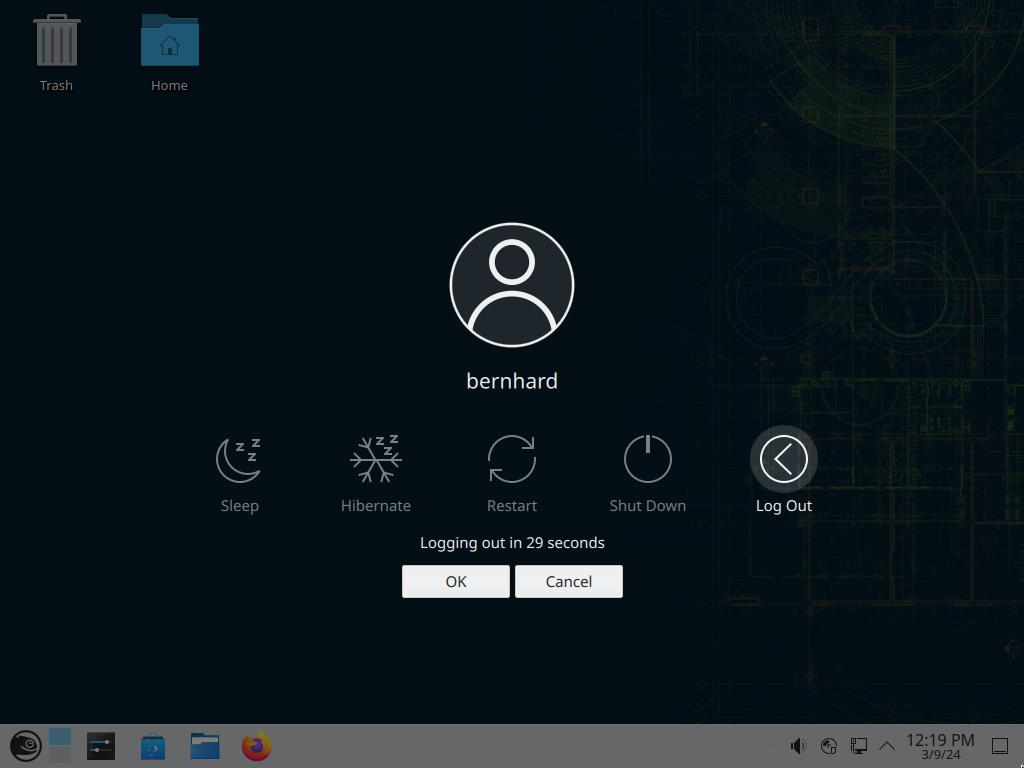 Trash
Home
bernhard
Sleep
Hibernate
Restart
Shut Down
Log Out
Logging out in 29 seconds
OK
Cancel
12:19 PM
3/9/24